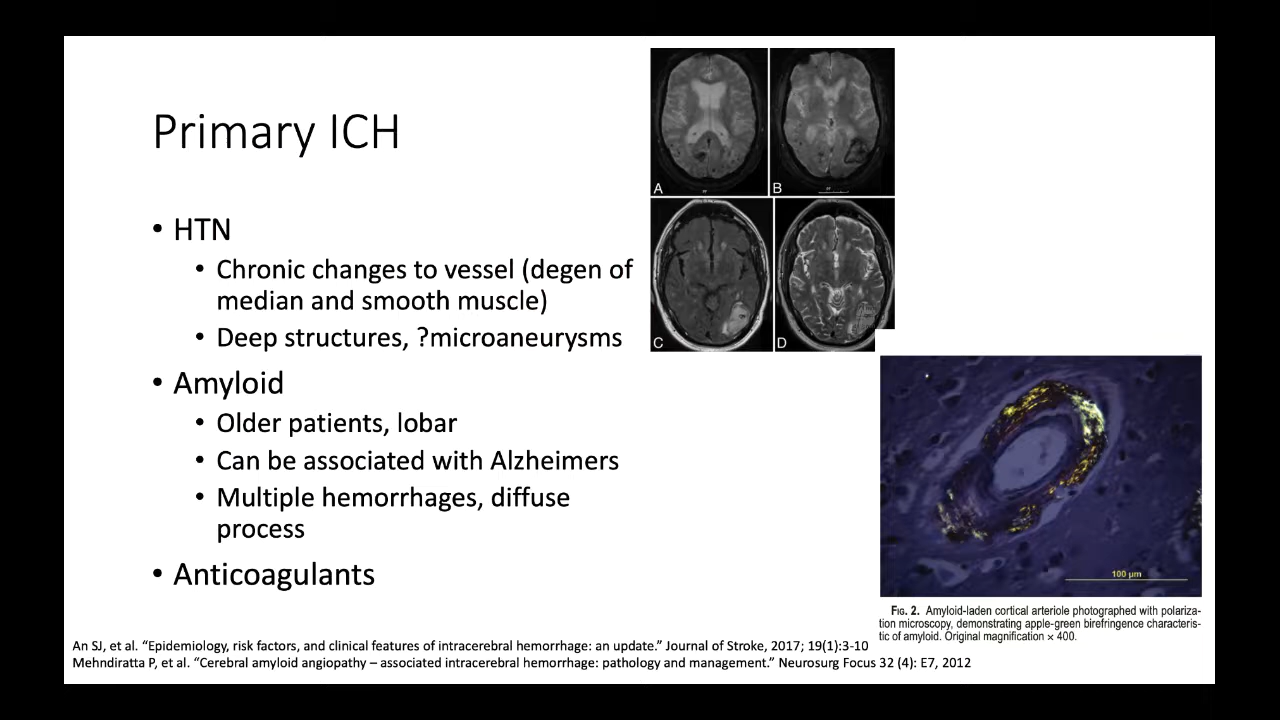 Primary ICH
• HTN
• Chronic changes to vessel (degen of
median and smooth muscle)
• Deep structures, ?microaneurysms
• Amyloid
• Older patients, lobar
• Can be associated with Alzheimers
• Multiple hemorrhages, diffuse
process
• Anticoagulants
A
B
C
D
100 µm
FIG. 2. Amyloid-laden cortical arteriole photographed with polariza-
tion microscopy, demonstrating apple-green birefringence characteris-
tic of amyloid. Original magnification × 400.
An SJ, et al. “Epidemiology, risk factors, and clinical features of intracerebral hemorrhage: an update.” Journal of Stroke, 2017; 19(1):3-10
Mehndiratta P, et al. “Cerebral amyloid angiopathy – associated intracerebral hemorrhage: pathology and management.” Neurosurg Focus 32 (4): E7, 2012